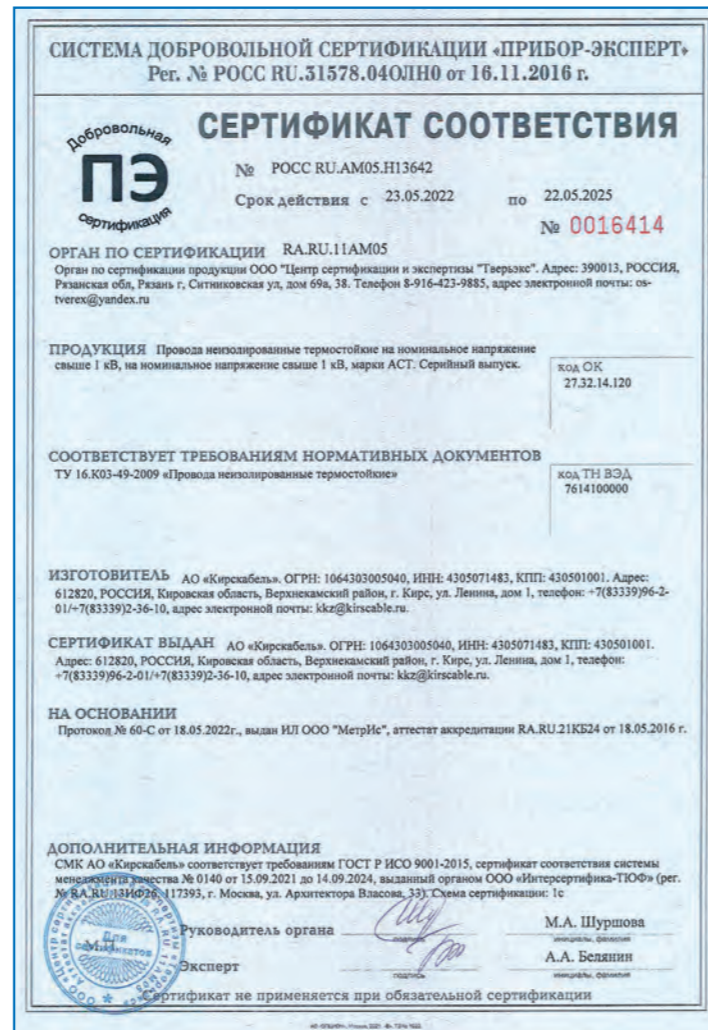 СИСТЕМА ДОБРОВОЛЬНОЙ СЕРТИФИКАЦИИ «ПРИБОР-ЭКСПЕРТ»
Рег. № РОСС RU.31578.04ОЛН0 от 16.11.2016 г.
Добровольная
ПЭ
сертификация
СЕРТИФИКАТ СООТВЕТСТВИЯ
№ РОСС RU.АМ05.Н13642
Срок действия с 23.05.2022 по 22.05.2025
№ 0016414
ОРГАН ПО СЕРТИФИКАЦИИ RA.RU.11АМ05
Орган по сертификации продукции ООО "Центр сертификации и экспертизы "Тверьэкс". Адрес: 390013, РОССИЯ,
Рязанская обл, Рязань г, Ситниковская ул, дом 69а, 38. Телефон 8-916-423-9885, адрес электронной почты: os-
tverex@yandex.ru
ПРОДУКЦИЯ Провода неизолированные термостойкие на номинальное напряжение
свыше 1 кВ, на номинальное напряжение свыше 1 кВ, марки АСТ. Серийный выпуск.
код ОК
27.32.14.120
СООТВЕТСТВУЕТ ТРЕБОВАНИЯМ НОРМАТИВНЫХ ДОКУМЕНТОВ
ТУ 16.К03-49-2009 «Провода неизолированные термостойкие»
код ТН ВЭД
7614100000
ИЗГОТОВИТЕЛЬ АО «Кирскабель». ОГРН: 1064303005040, ИНН: 4305071483, КПП: 430501001. Адрес:
612820, РОССИЯ, Кировская область, Верхнекамский район, г. Кирс, ул. Ленина, дом 1, телефон: +7(83339)96-2-
01/+7(83339)2-36-10, адрес электронной почты: kkz@kirscable.ru.
СЕРТИФИКАТ ВЫДАН АО «Кирскабель». ОГРН: 1064303005040, ИНН: 4305071483, КПП: 430501001.
Адрес: 612820, РОССИЯ, Кировская область, Верхнекамский район, г. Кирс, ул. Ленина, дом 1, телефон:
+7(83339)96-2-01/+7(83339)2-36-10, адрес электронной почты: kkz@kirscable.ru.
НА ОСНОВАНИИ
Протокол № 60-С от 18.05.2022г., выдан ИЛ ООО "МетрИс", аттестат аккредитации RA.RU.21КБ24 от 18.05.2016 г.
ДОПОЛНИТЕЛЬНАЯ ИНФОРМАЦИЯ
СМК АО «Кирскабель» соответствует требованиям ГОСТ Р ИСО 9001-2015, сертификат соответствия системы
менеджмента качества № 0140 от 15.09.2021 до 14.09.2024, выданный органом ООО «Интерсертифика-ТЮФ» (рег.
№ RA.RU.13ИФ26, 117393, г. Москва, ул. Архитектора Власова, 33). Схема сертификации: 1с
Для
сертификатов
М.П.
Руководитель органа
подпись
М.А. Шуршова
инициалы, фамилия
Эксперт
подпись
А.А. Белянин
инициалы, фамилия
Сертификат не применяется при обязательной сертификации